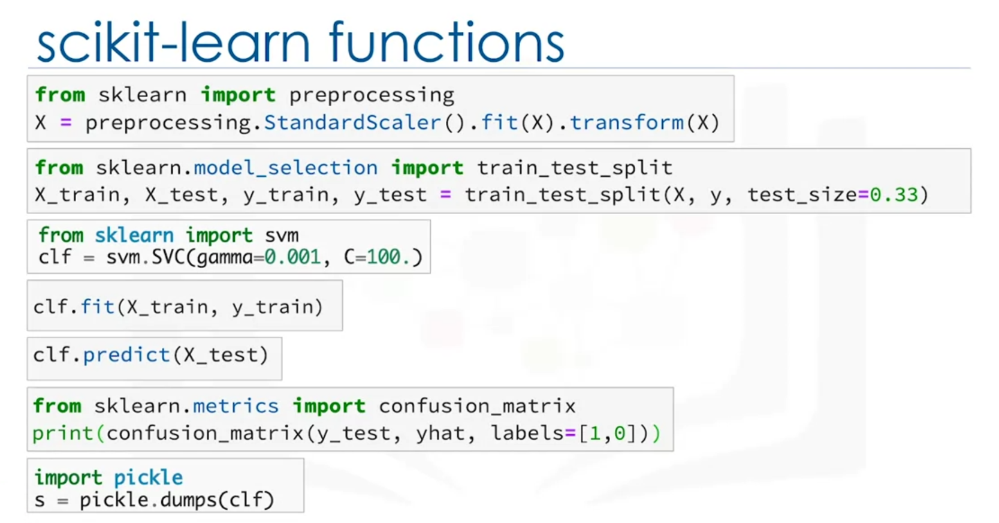 scikit-learn functions
from sklearn import preprocessing
X = preprocessing.StandardScaler().fit(X).transform(X)
from sklearn.model_selection import train_test_split
X_train, X_test, y_train, y_test = train_test_split(X, y, test_size=0.33)
from sklearn import svm
clf = svm.SVC(gamma=0.001, C=100.)
clf.fit(X_train, y_train)
clf.predict(X_test)
from sklearn.metrics import confusion_matrix
print(confusion_matrix(y_test, yhat, labels=[1,0]))
import pickle
s = pickle.dumps(clf)